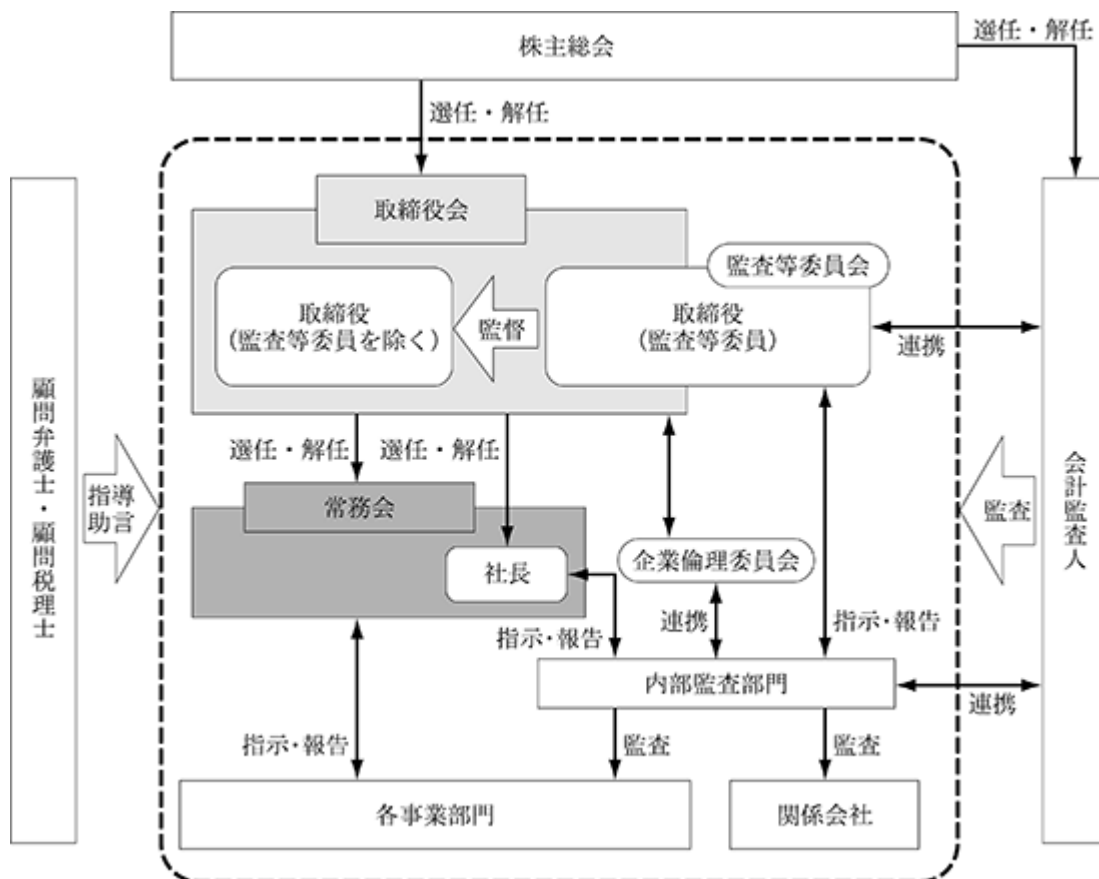 株主総会
選任・解任
選任・解任
取締役会
監査等委員会
取締役
(監査等委員を除く)
監督
取締役
(監査等委員)
連携
顧問弁護士・顧問税理士
指導
助言
選任・解任
選任・解任
常務会
社長
企業倫理委員会
監査
会計監査人
指示・報告
連携
指示・報告
内部監査部門
連携
指示・報告
監査
監査
各事業部門
関係会社